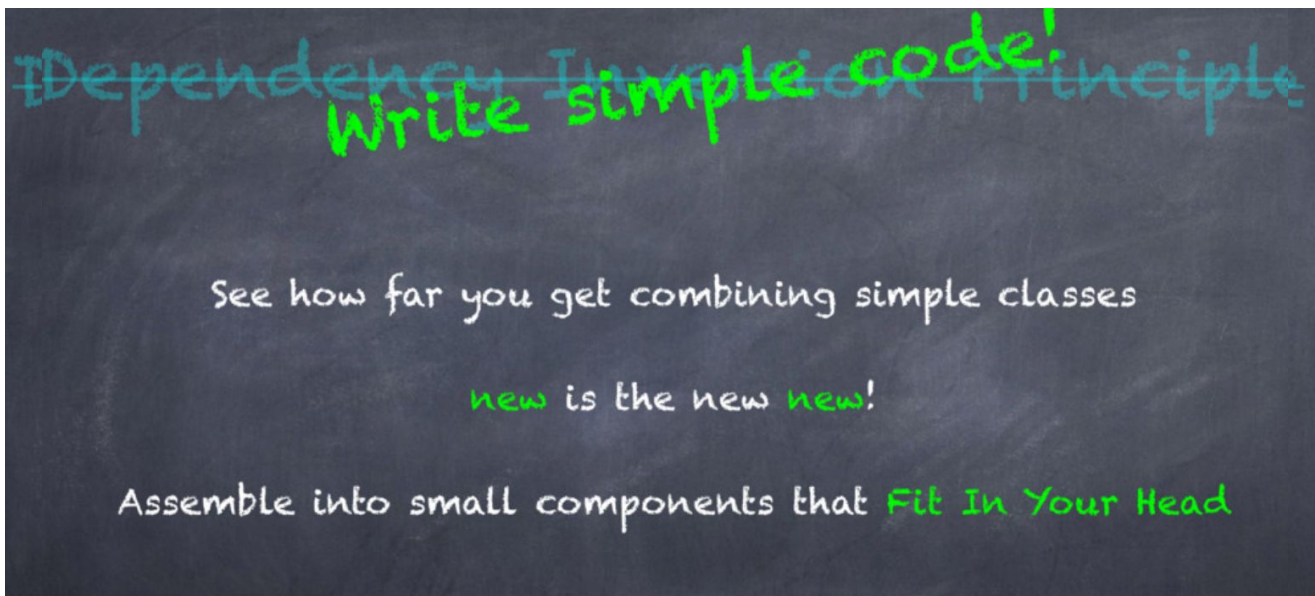 Dependency Inversion Principle
Write simple code!
See how far you get combining simple classes
new is the new new!
Assemble into small components that Fit In Your Head